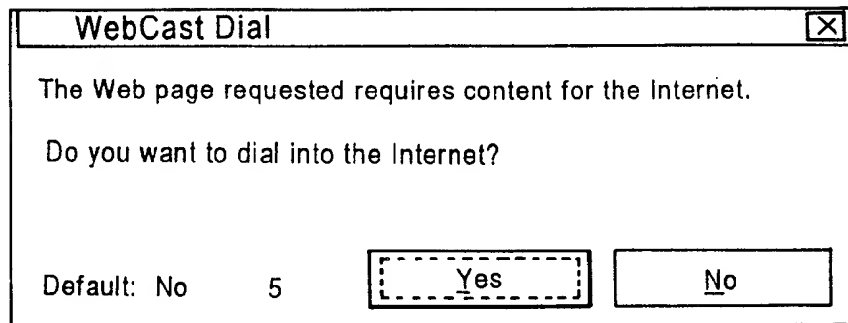 WebCast Dial
The Web page requested requires content for the Internet.
Do you want to dial into the Internet?
Default: No 5 Yes No